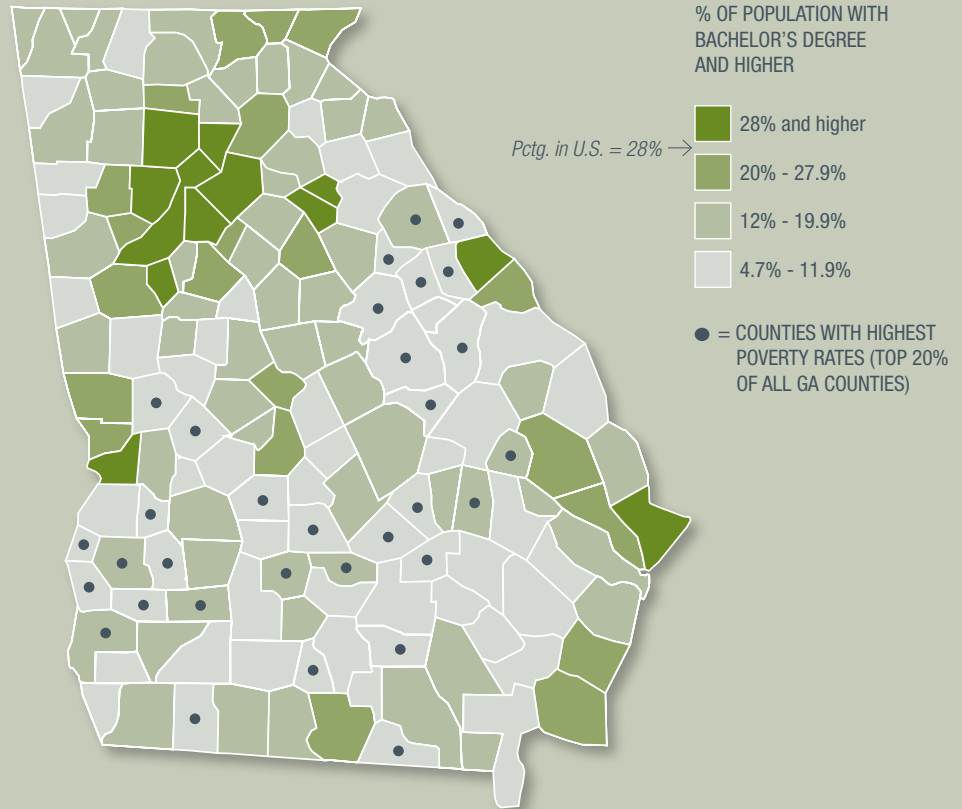 % OF POPULATION WITH
BACHELOR'S DEGREE
AND HIGHER
28% and higher
Pctg. in U.S. = 28%
20% - 27.9%
12% - 19.9%
4.7% - 11.9%
= COUNTIES WITH HIGHEST
POVERTY RATES (TOP 20%
OF ALL GA COUNTIES)